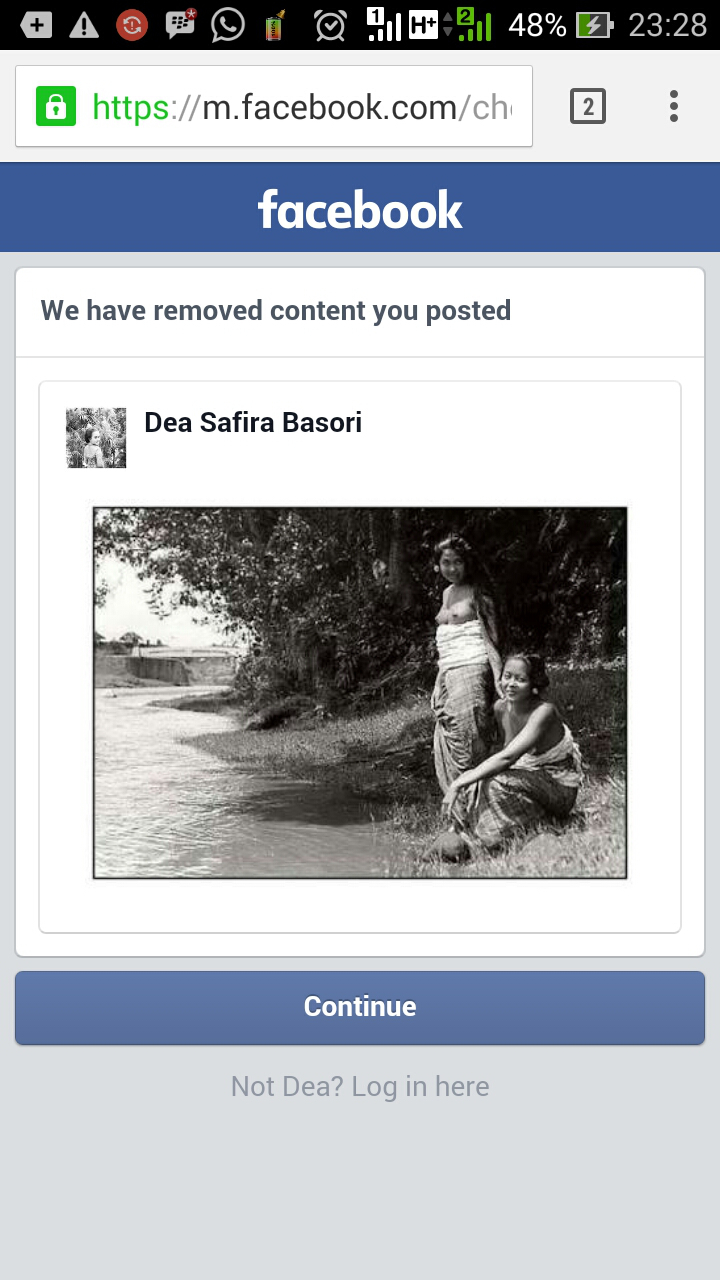 1 H+ 2 48% 23:28
https://m.facebook.com/ch
2
facebook
We have removed content you posted
Dea Safira Basori
Continue
Not Dea? Log in here